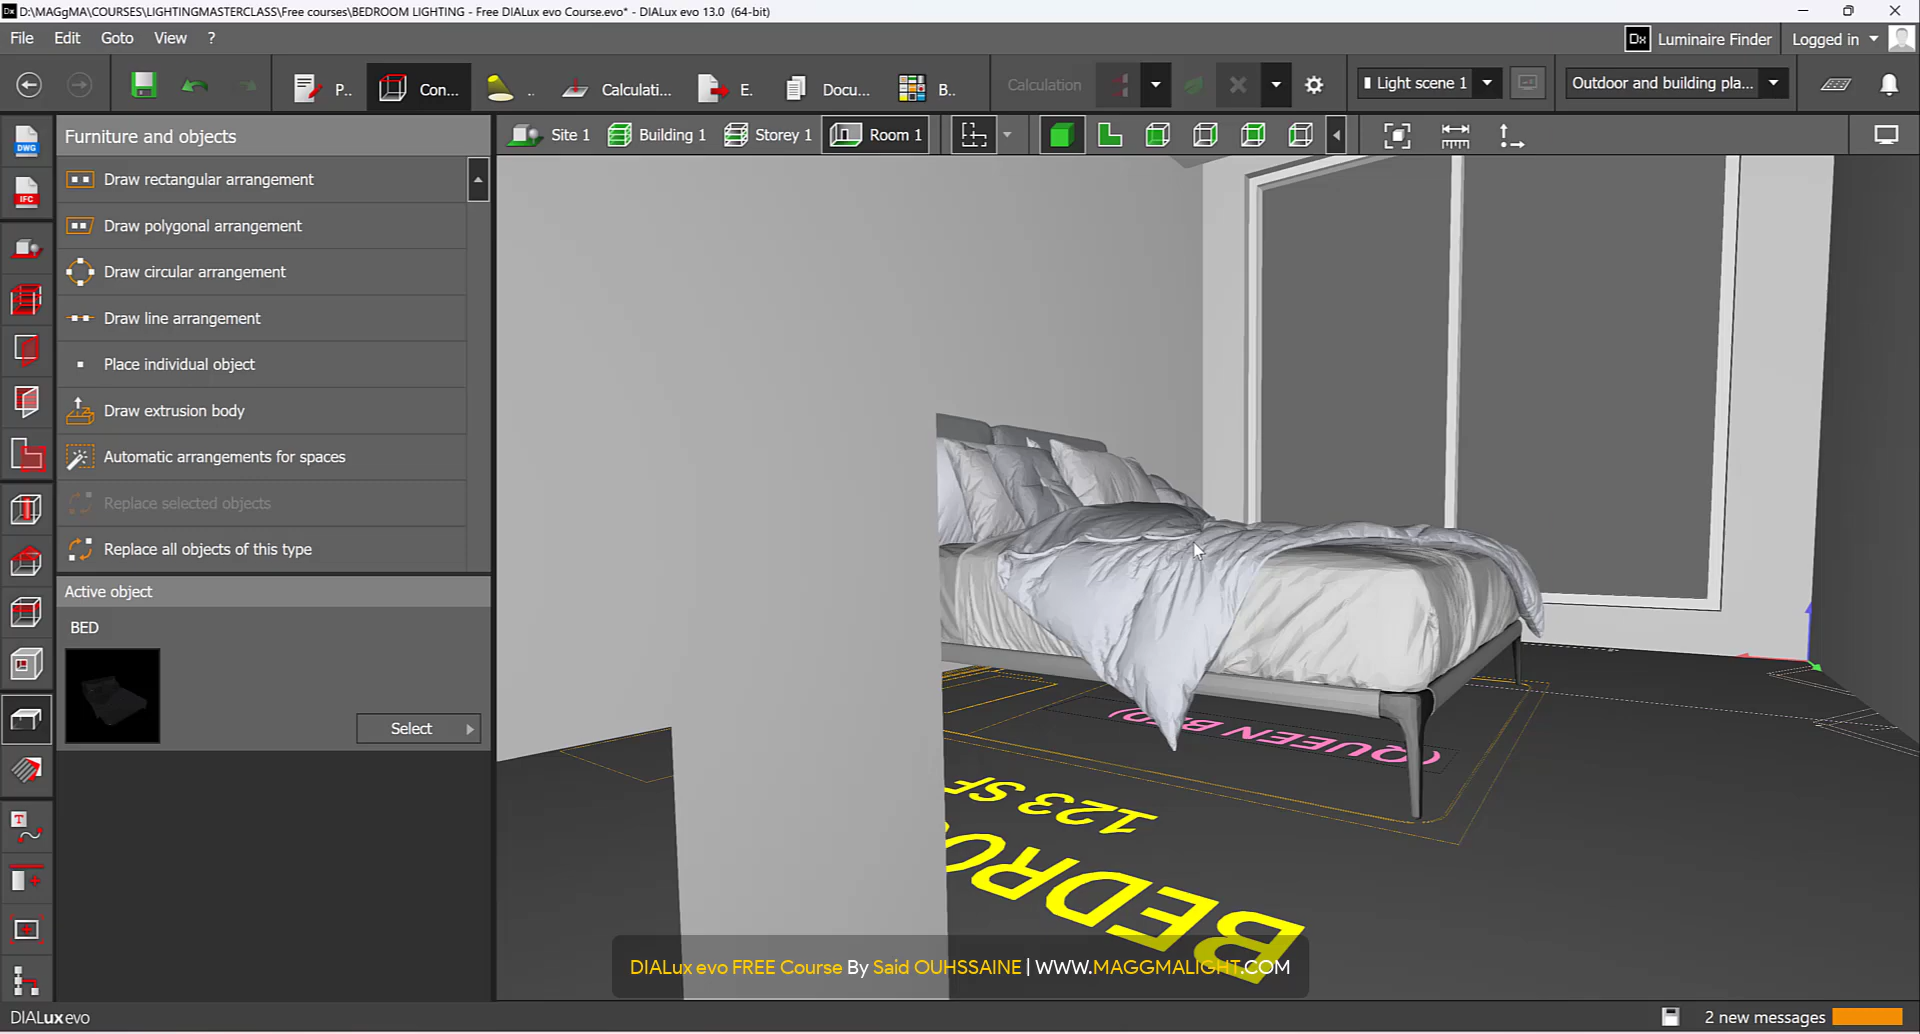 D:\MAGgMA\COURSES\LIGHTINGMASTERCLASS\Free courses\BEDROOM LIGHTING - Free DIALux evo Course.evo* - DIALux evo 13.0 (64-bit)
File Edit Goto View ?
Dx Luminaire Finder Logged in
P.. Con... .. Calculati... E. Docu... B.. Calculation Light scene 1 Outdoor and building pla...
DWG
IFC
Furniture and objects
Site 1 Building 1 Storey 1 Room 1
Draw rectangular arrangement
Draw polygonal arrangement
Draw circular arrangement
Draw line arrangement
Place individual object
Draw extrusion body
Automatic arrangements for spaces
Replace selected objects
Replace all objects of this type
Active object
BED
Select
(QUEEN BED)
123 SF
BEDRO
DIALux evo FREE Course By Said OUHSSAINE | WWW.MAGGMALIGHT.COM
DIALux evo
2 new messages